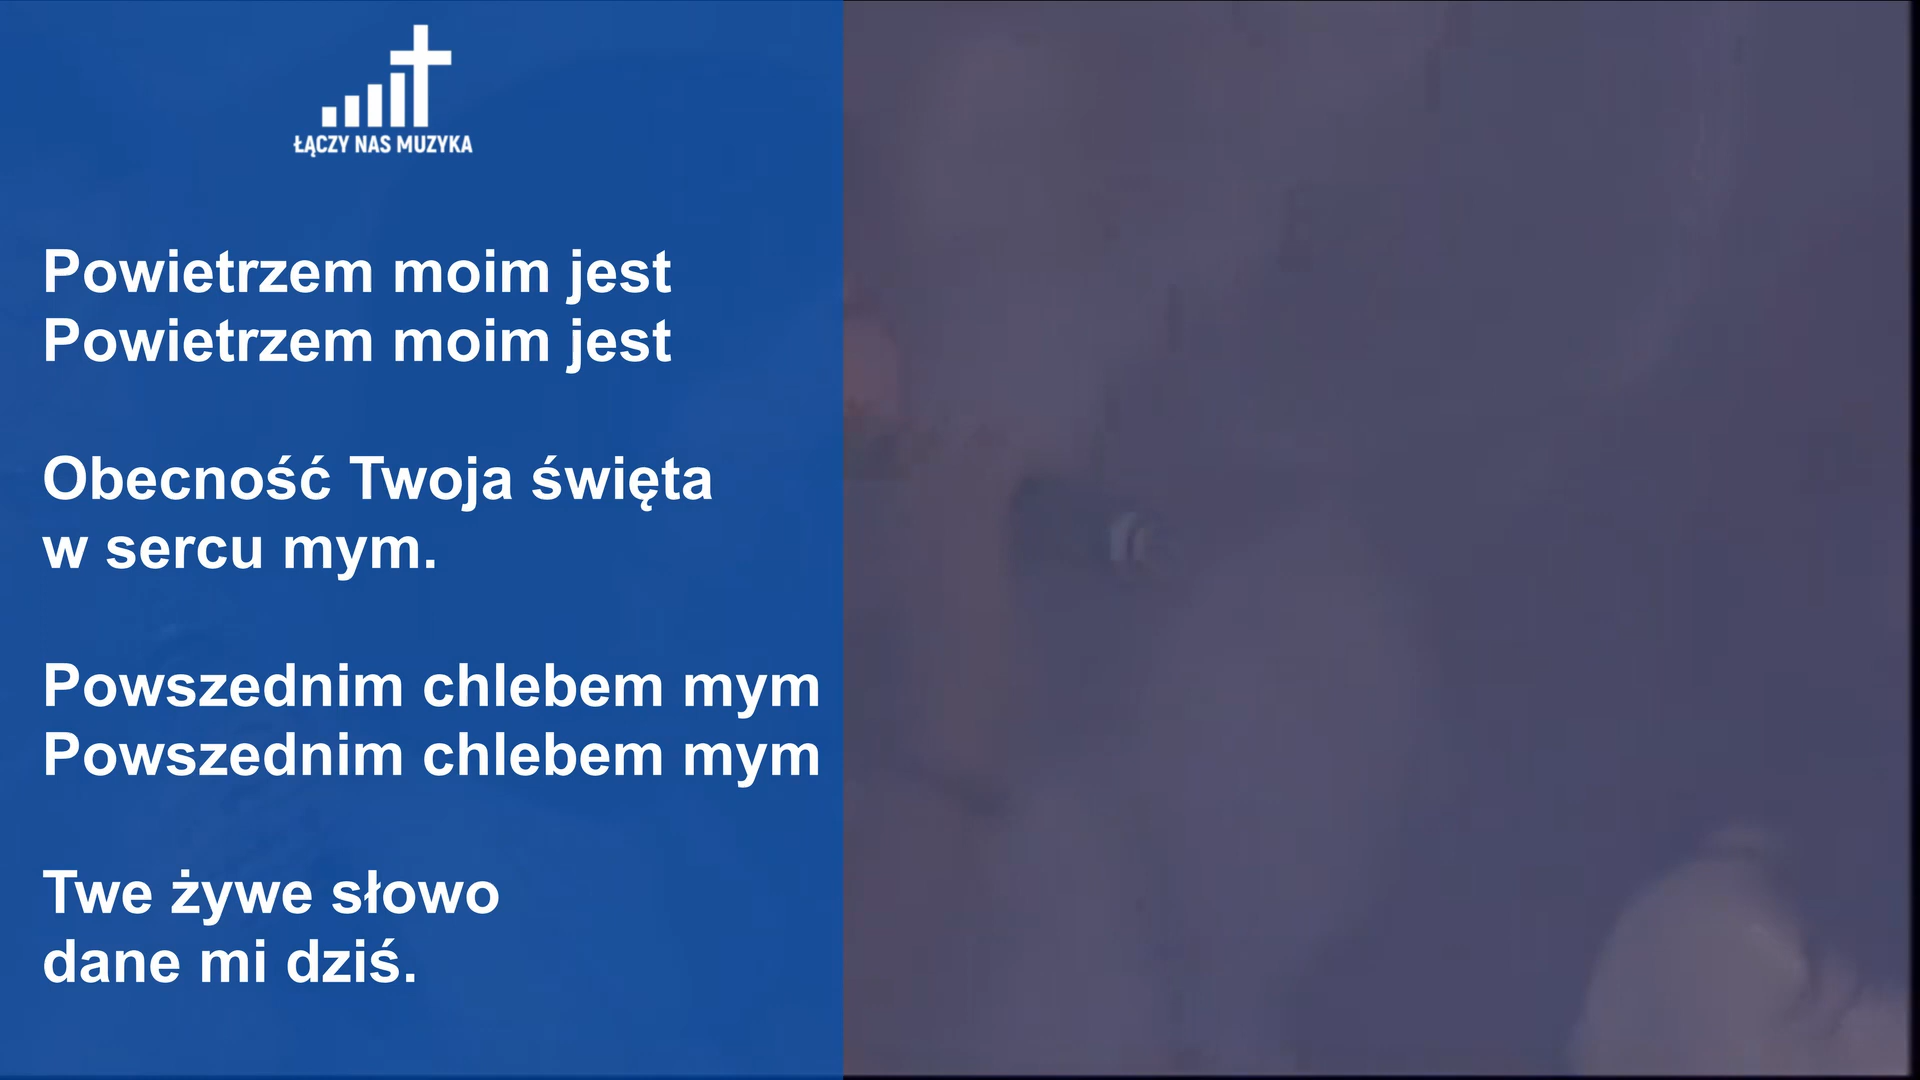 ŁĄCZY NAS MUZYKA
Powietrzem moim jest
Powietrzem moim jest
Obecność Twoja święta
w sercu mym.
Powszednim chlebem mym
Powszednim chlebem mym
Twe żywe słowo
dane mi dziś.